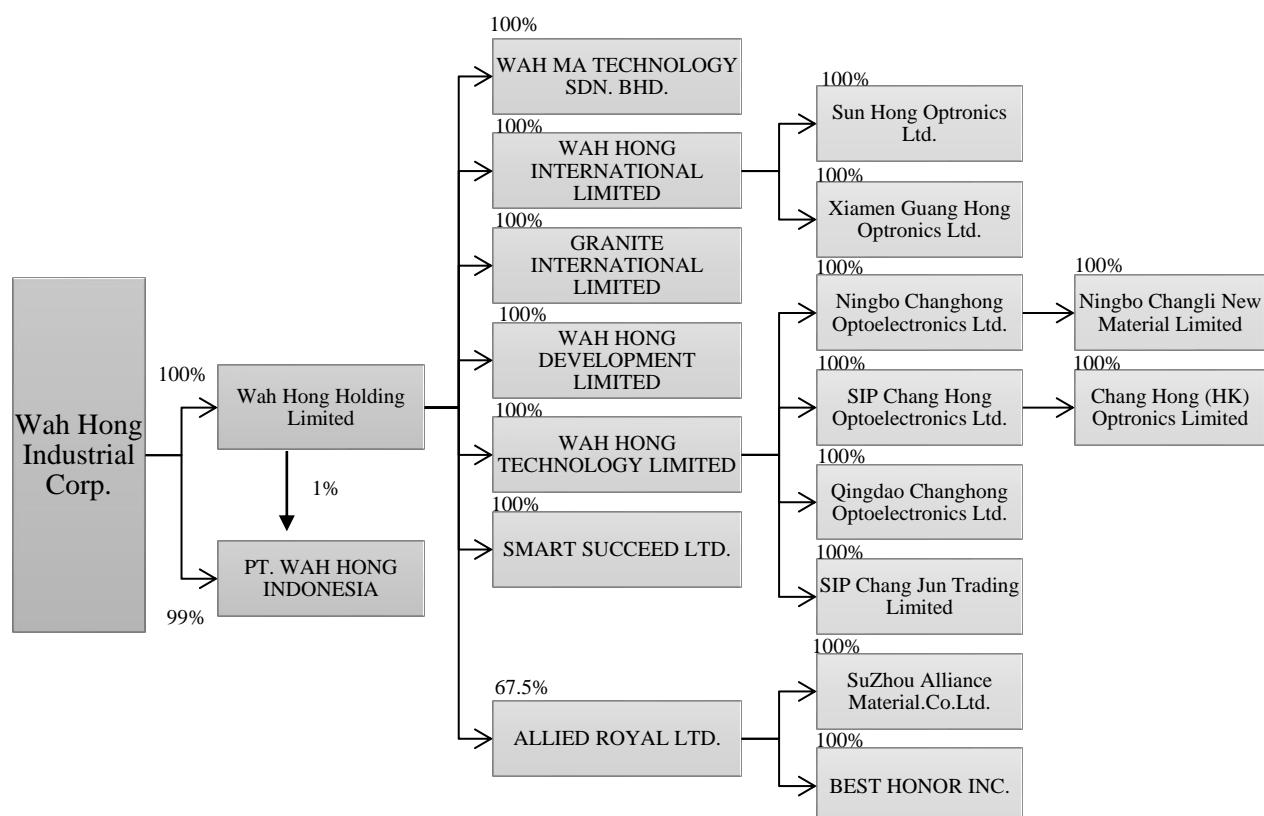 Wah Hong
Industrial
Corp.
100%
Wah Hong Holding
Limited
1%
PT. WAH HONG
INDONESIA
99%
100%
WAH MA TECHNOLOGY
SDN. BHD.
100%
WAH HONG
INTERNATIONAL
LIMITED
100%
GRANITE
INTERNATIONAL
LIMITED
100%
WAH HONG
DEVELOPMENT
LIMITED
100%
WAH HONG
TECHNOLOGY LIMITED
100%
SMART SUCCEED LTD.
67.5%
ALLIED ROYAL LTD.
100%
Sun Hong Optronics
Ltd.
100%
Xiamen Guang Hong
Optronics Ltd.
100%
Ningbo Changhong
Optoelectronics Ltd.
100%
SIP Chang Hong
Optoelectronics Ltd.
100%
Qingdao Changhong
Optoelectronics Ltd.
100%
SIP Chang Jun Trading
Limited
100%
SuZhou Alliance
Material.Co.Ltd.
100%
BEST HONOR INC.
100%
Ningbo Changli New
Material Limited
100%
Chang Hong (HK)
Optronics Limited